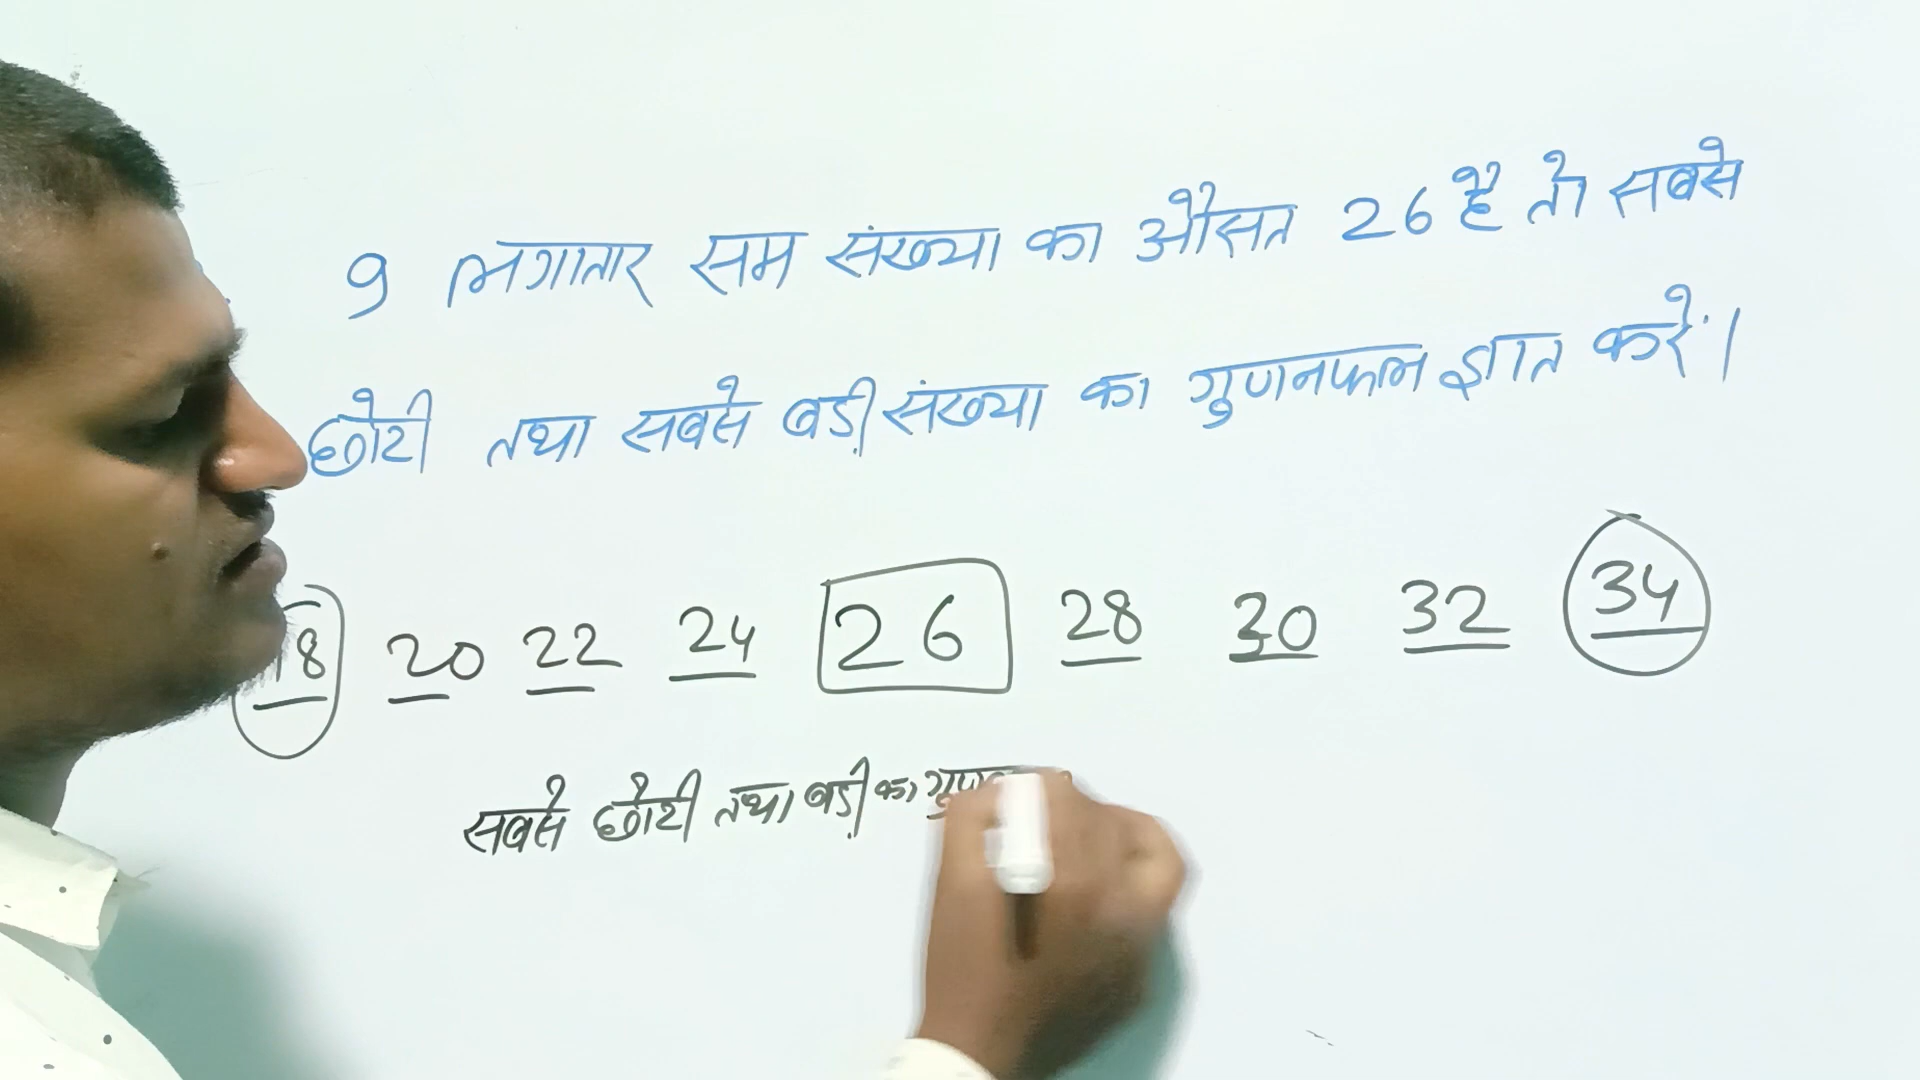 9 लगातार सम संख्या का औसत 26 है तो सबसे
छोटी तथा सबसे बड़ी संख्या का गुणनफल ज्ञात करें।
18 20 22 24 26 28 30 32 34
सबसे छोटी तथा बड़ी का